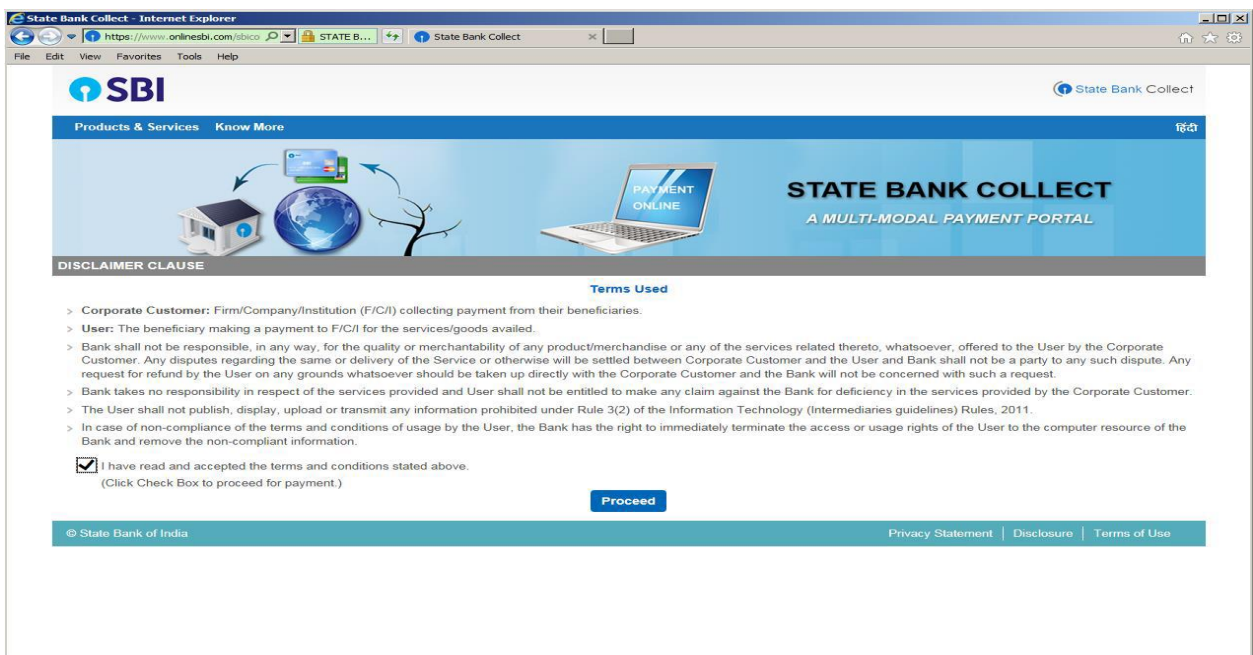 State Bank Collect - Internet Explorer
https://www.onlinesbi.com/sbico STATE B... State Bank Collect
File Edit View Favorites Tools Help
SBI State Bank Collect
Products & Services Know More हिंदी
PAYMENT
ONLINE
STATE BANK COLLECT
A MULTI-MODAL PAYMENT PORTAL
DISCLAIMER CLAUSE
Terms Used
> Corporate Customer: Firm/Company/Institution (F/C/I) collecting payment from their beneficiaries.
> User: The beneficiary making a payment to F/C/I for the services/goods availed.
> Bank shall not be responsible, in any way, for the quality or merchantability of any product/merchandise or any of the services related thereto, whatsoever, offered to the User by the Corporate
Customer. Any disputes regarding the same or delivery of the Service or otherwise will be settled between Corporate Customer and the User and Bank shall not be a party to any such dispute. Any
request for refund by the User on any grounds whatsoever should be taken up directly with the Corporate Customer and the Bank will not be concerned with such a request.
> Bank takes no responsibility in respect of the services provided and User shall not be entitled to make any claim against the Bank for deficiency in the services provided by the Corporate Customer.
> The User shall not publish, display, upload or transmit any information prohibited under Rule 3(2) of the Information Technology (Intermediaries guidelines) Rules, 2011.
> In case of non-compliance of the terms and conditions of usage by the User, the Bank has the right to immediately terminate the access or usage rights of the User to the computer resource of the
Bank and remove the non-compliant information.
I have read and accepted the terms and conditions stated above.
(Click Check Box to proceed for payment.)
Proceed
© State Bank of India Privacy Statement | Disclosure | Terms of Use